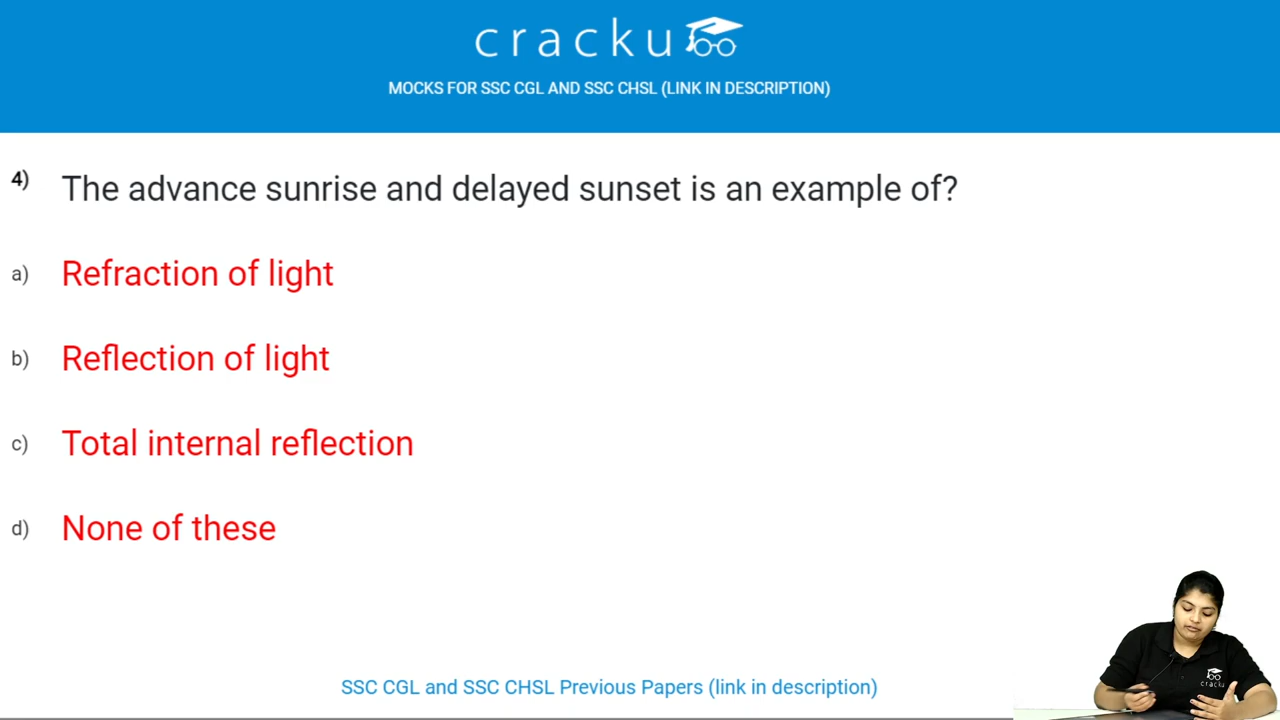 cracku
MOCKS FOR SSC CGL AND SSC CHSL (LINK IN DESCRIPTION)
4) The advance sunrise and delayed sunset is an example of?
a) Refraction of light
b) Reflection of light
c) Total internal reflection
d) None of these
cracku
SSC CGL and SSC CHSL Previous Papers (link in description)